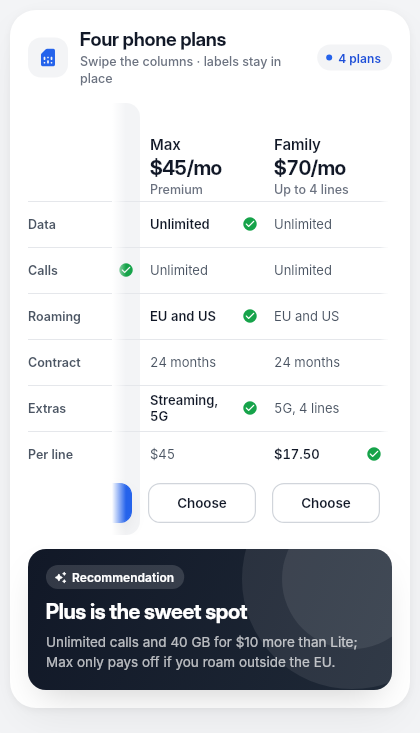 Four phone plans
Swipe the columns · labels stay in
place
4 plans
Max
Family
$45/mo
$70/mo
Premium
Up to 4 lines
Data
Unlimited
Unlimited
Calls
Unlimited
Unlimited
Roaming
EU and US
EU and US
Contract
24 months
24 months
Extras
Streaming,
5G
5G, 4 lines
Per line
$45
$17.50
Choose
Choose
Recommendation
Plus is the sweet spot
Unlimited calls and 40 GB for $10 more than Lite;
Max only pays off if you roam outside the EU.